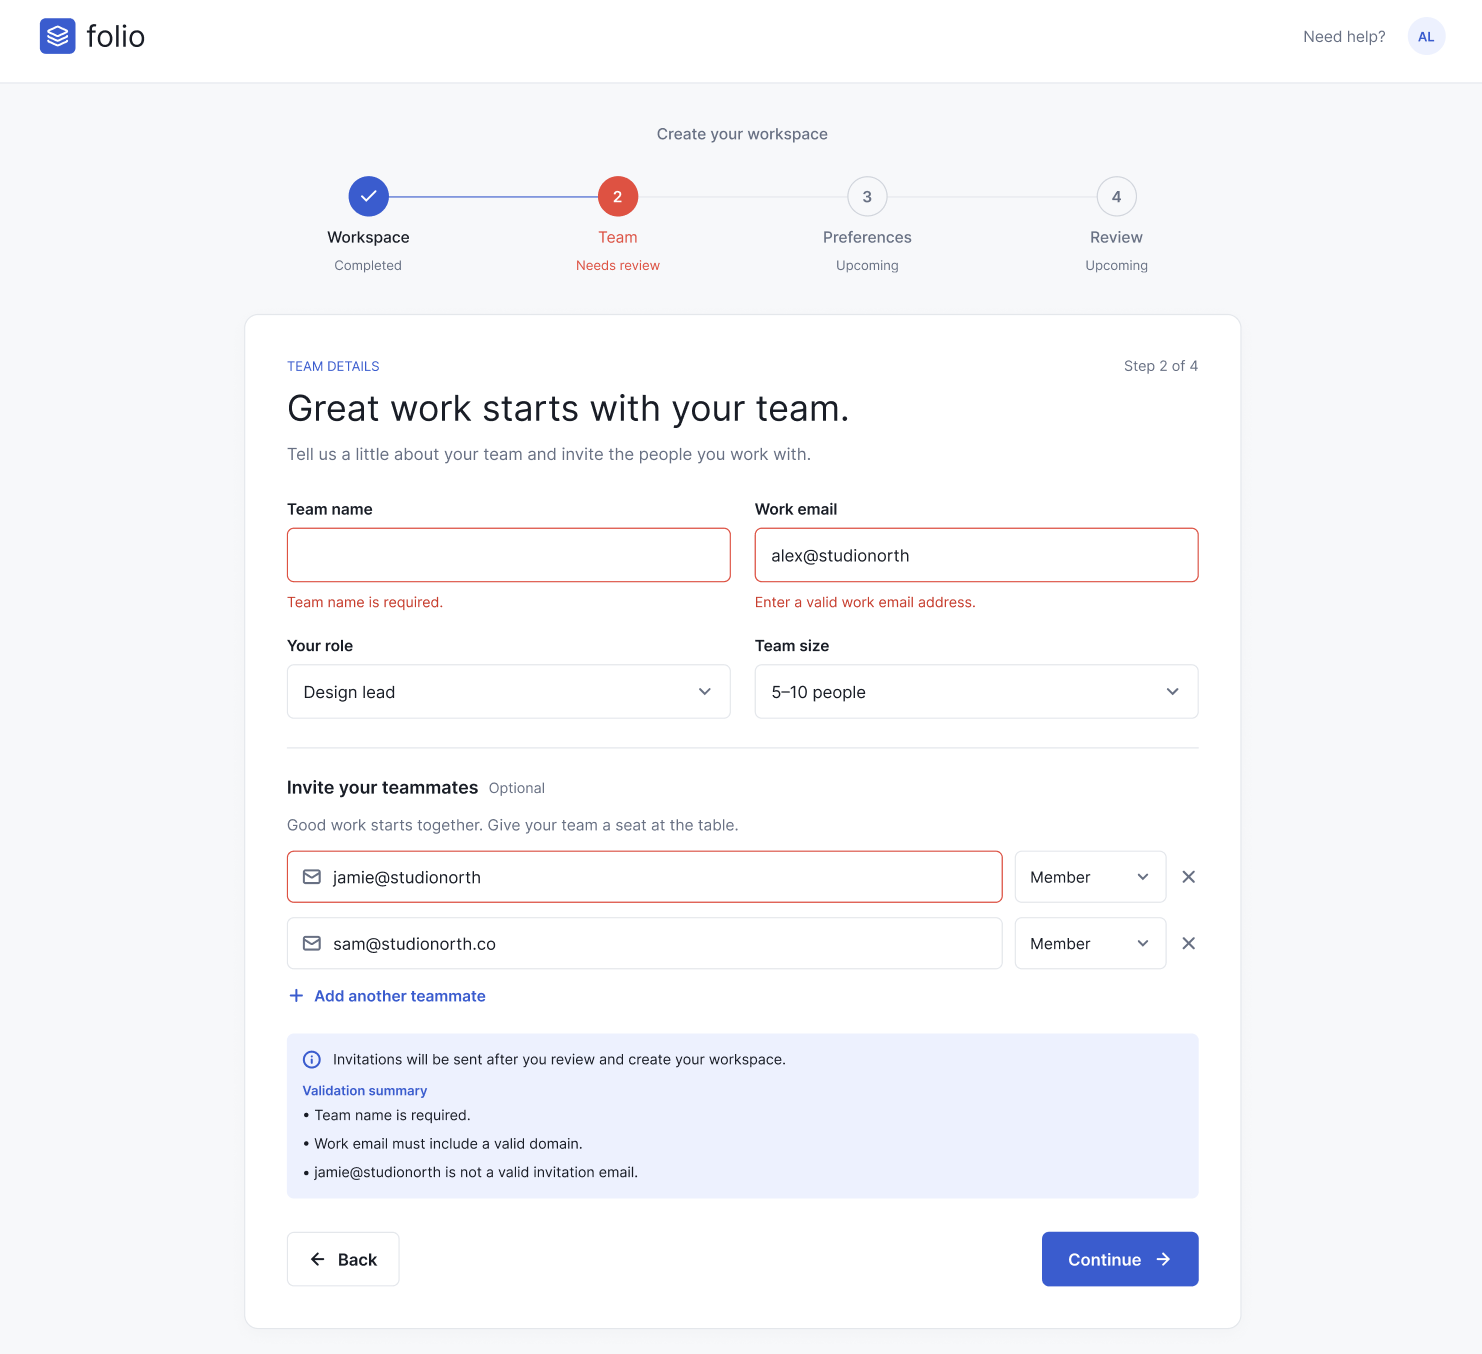 folio
Need help?
AL
Create your workspace
2
3
4
Workspace
Team
Preferences
Review
Completed
Needs review
Upcoming
Upcoming
TEAM DETAILS
Step 2 of 4
Great work starts with your team.
Tell us a little about your team and invite the people you work with.
Team name
Work email
alex@studionorth
Team name is required.
Enter a valid work email address.
Your role
Team size
Design lead
5–10 people
Invite your teammates Optional
Good work starts together. Give your team a seat at the table.
jamie@studionorth
Member
sam@studionorth.co
Member
Add another teammate
Invitations will be sent after you review and create your workspace.
Validation summary
• Team name is required.
• Work email must include a valid domain.
• jamie@studionorth is not a valid invitation email.
Back
Continue